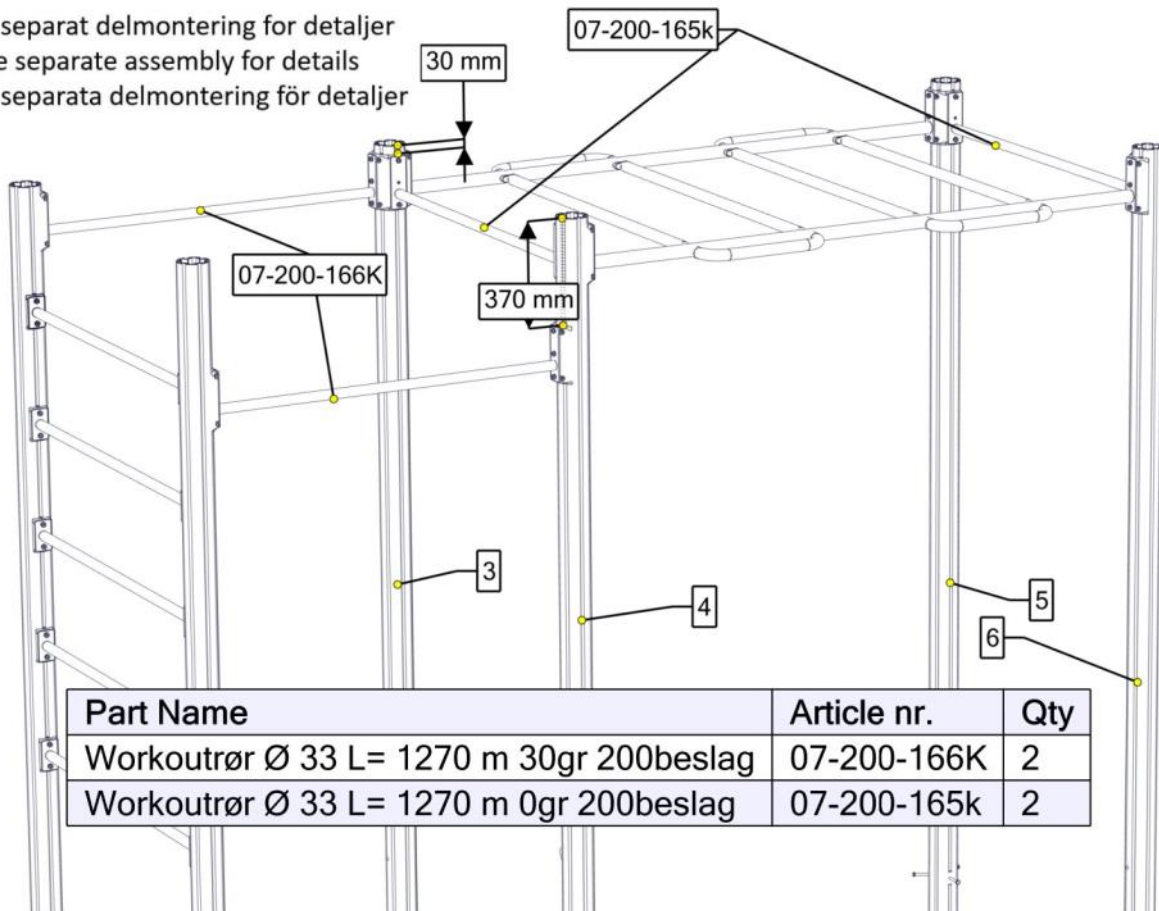 separat delmontering for detaljer
e separate assembly for details
separata delmontering för detaljer
30 mm
07-200-165k
07-200-166K
370 mm
3
4
5
6
Part Name Article nr. Qty
Workoutrør Ø 33 L= 1270 m 30gr 200beslag 07-200-166K 2
Workoutrør Ø 33 L= 1270 m 0gr 200beslag 07-200-165k 2